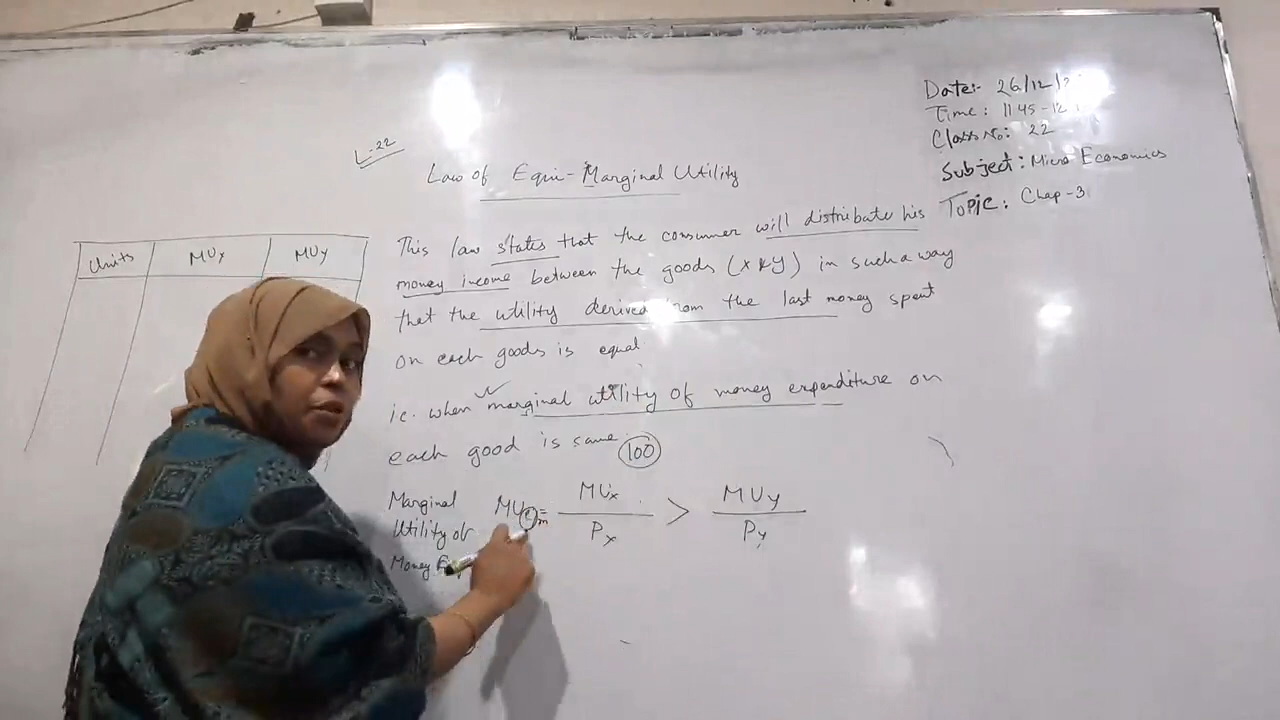 Date:- 26/12/2
Time: 11 45-12
Class No: 22
Subject: Micro Economics
Topic: Chap-3
L-22
Law of Equi-Marginal Utility
This law states that the consumer will distribute his
money income between the goods (x & y) in such a way
that the utility derived from the last money spent
on each goods is equal
ie. when marginal utility of money expenditure on
each good is same
100
Units MUx MUy
Marginal
Utility of
Money
MUx / Px > MUy / Py